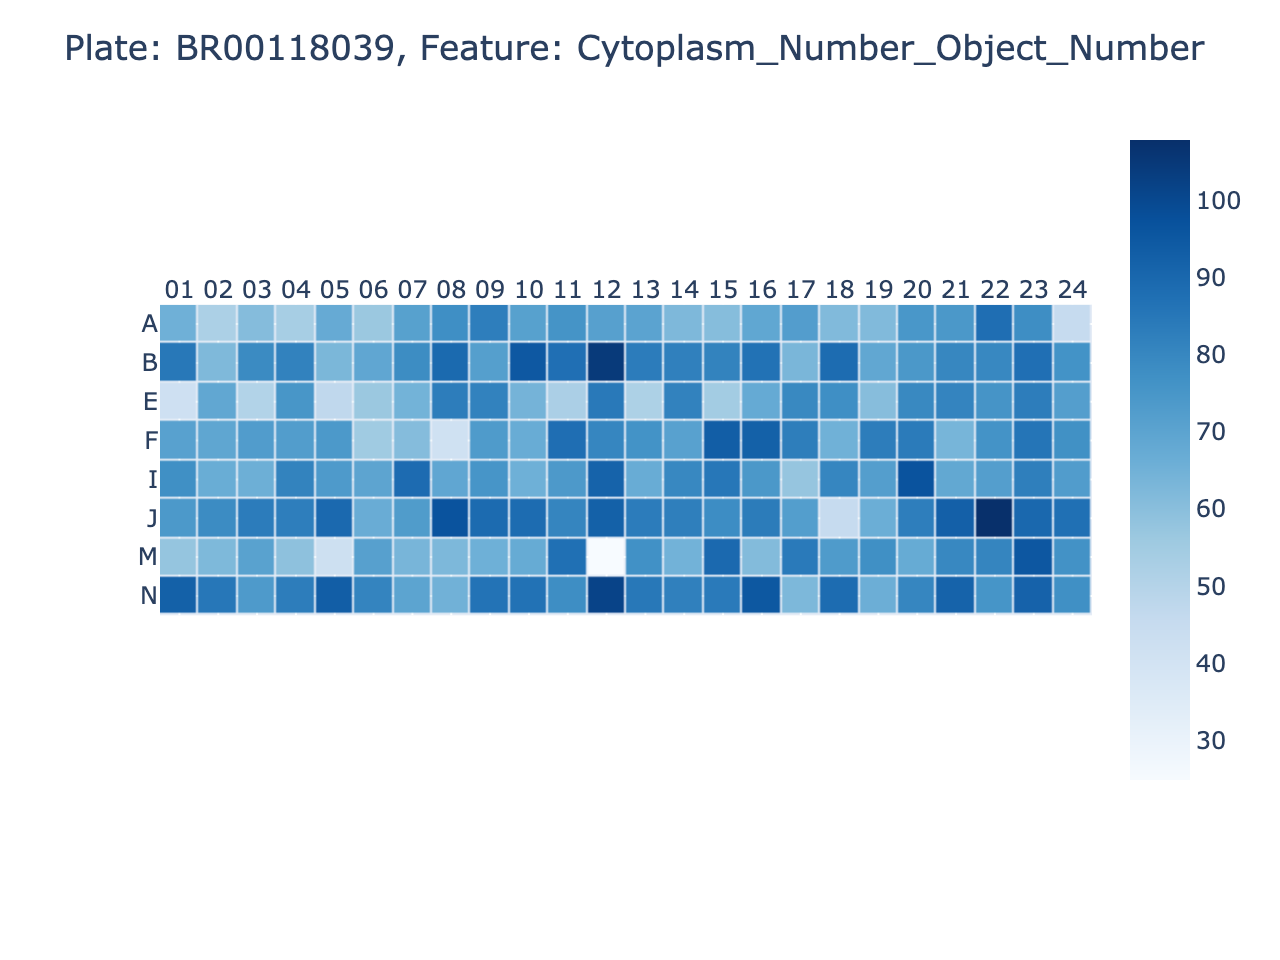 Plate: BR00118039, Feature: Cytoplasm_Number_Object_Number
01 02 03 04 05 06 07 08 09 10 11 12 13 14 15 16 17 18 19 20 21 22 23 24
A
B
E
F
I
J
M
N
100
90
80
70
60
50
40
30